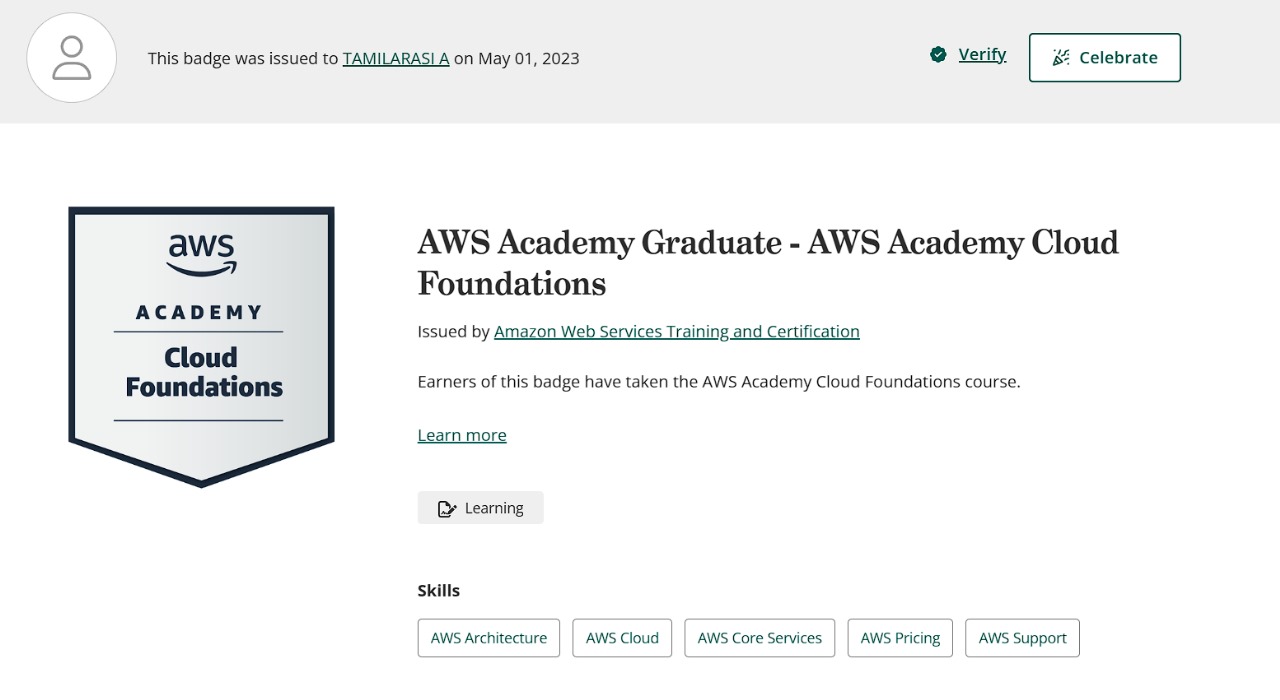 This badge was issued to TAMILARASI A on May 01, 2023
Verify
Celebrate
aws
ACADEMY
Cloud
Foundations
AWS Academy Graduate - AWS Academy Cloud
Foundations
Issued by Amazon Web Services Training and Certification
Earners of this badge have taken the AWS Academy Cloud Foundations course.
Learn more
Learning
Skills
AWS Architecture
AWS Cloud
AWS Core Services
AWS Pricing
AWS Support